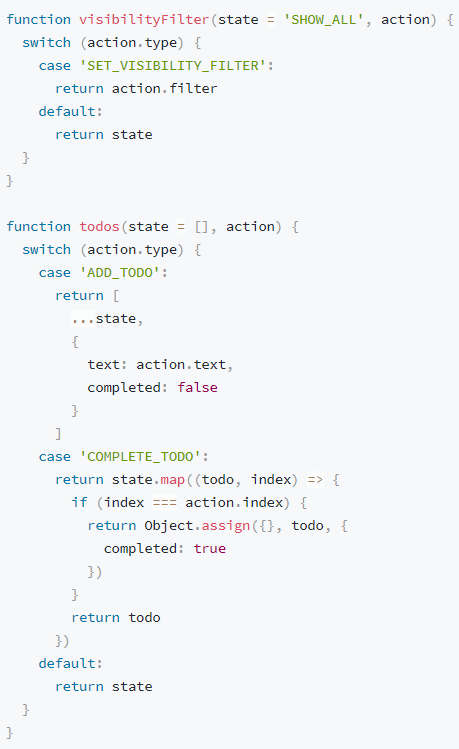 function visibilityFilter(state = 'SHOW_ALL', action) {
  switch (action.type) {
    case 'SET_VISIBILITY_FILTER':
      return action.filter
    default:
      return state
  }
}

function todos(state = [], action) {
  switch (action.type) {
    case 'ADD_TODO':
      return [
        ...state,
        {
          text: action.text,
          completed: false
        }
      ]
    case 'COMPLETE_TODO':
      return state.map((todo, index) => {
        if (index === action.index) {
          return Object.assign({}, todo, {
            completed: true
          })
        }
        return todo
      })
    default:
      return state
  }
}